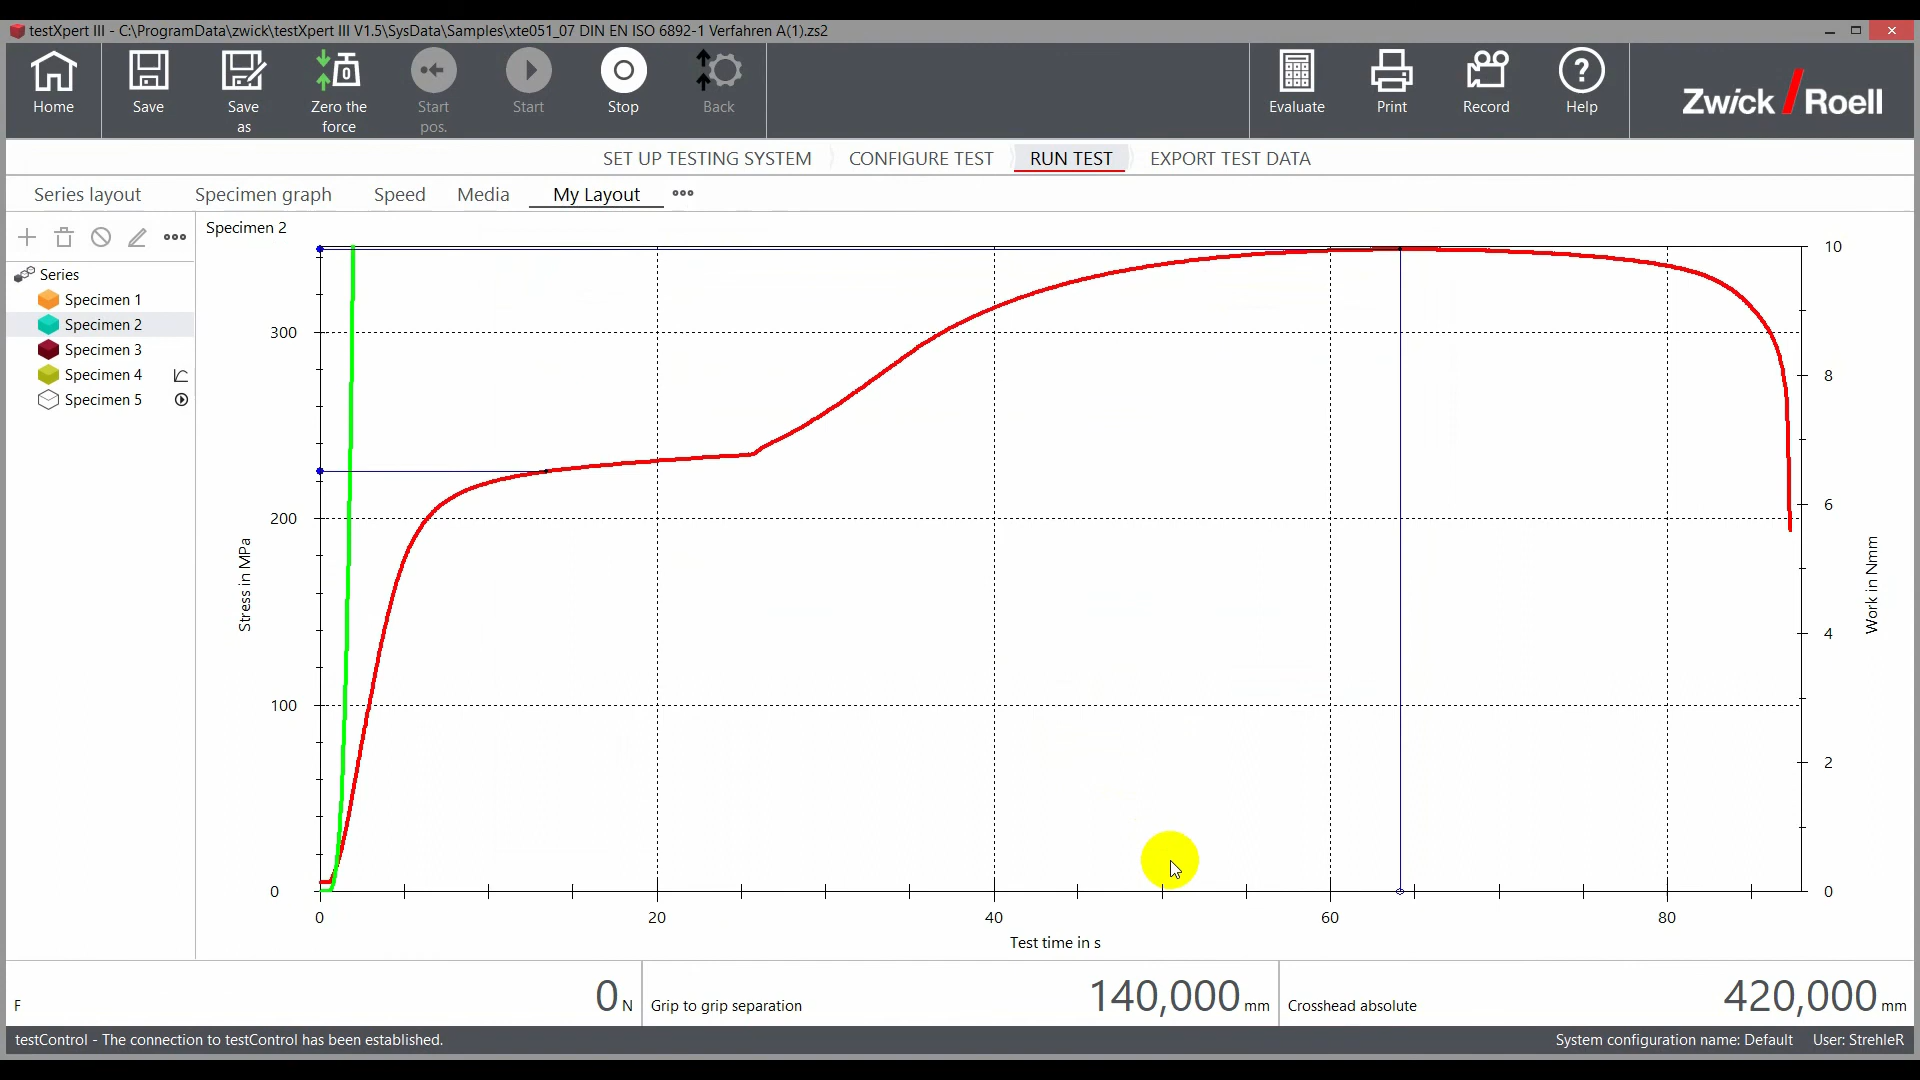 testXpert III - C:\ProgramData\zwick\testXpert III V1.5\SysData\Samples\xte051_07 DIN EN ISO 6892-1 Verfahren A(1).zs2
Home
Save
Save as
Zero the force
Start pos.
Start
Stop
Back
Evaluate
Print
Record
Help
Zwick / Roell
SET UP TESTING SYSTEM
CONFIGURE TEST
RUN TEST
EXPORT TEST DATA
Series layout
Specimen graph
Speed
Media
My Layout
Series
Specimen 1
Specimen 2
Specimen 3
Specimen 4
Specimen 5
Specimen 2
300
200
100
0
Stress in MPa
10
8
6
4
2
0
Work in Nmm
0
20
40
60
80
Test time in s
F
0 N
Grip to grip separation
140,000 mm
Crosshead absolute
420,000 mm
testControl - The connection to testControl has been established.
System configuration name: Default
User: StrehleR